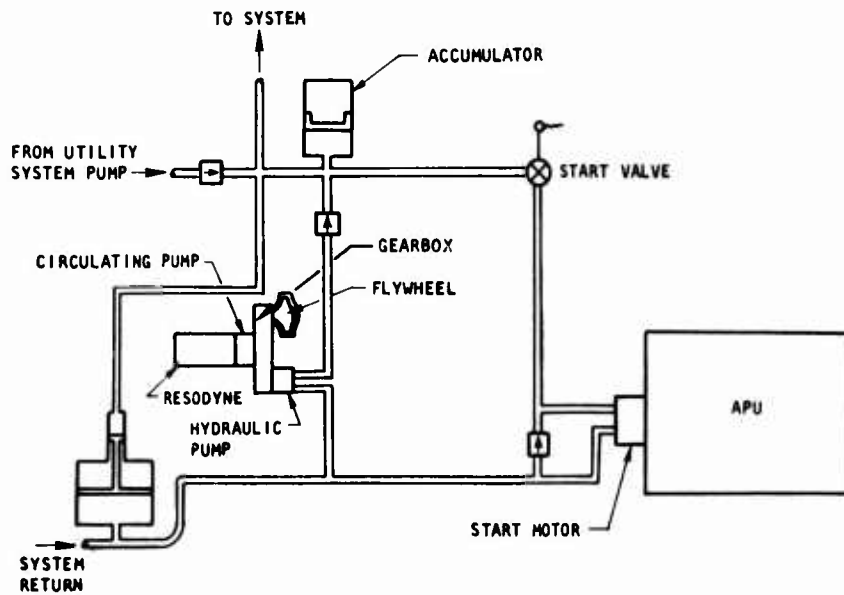 TO SYSTEM
ACCUMULATOR
FROM UTILITY
SYSTEM PUMP
START VALVE
GEARBOX
CIRCULATING PUMP
FLYWHEEL
RESODYNE
HYDRAULIC
PUMP
APU
START MOTOR
SYSTEM
RETURN